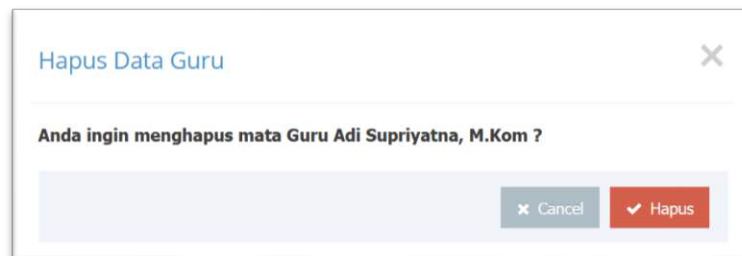 Hapus Data Guru
Anda ingin menghapus mata Guru Adi Supriyatna, M.Kom ?
Cancel
Hapus